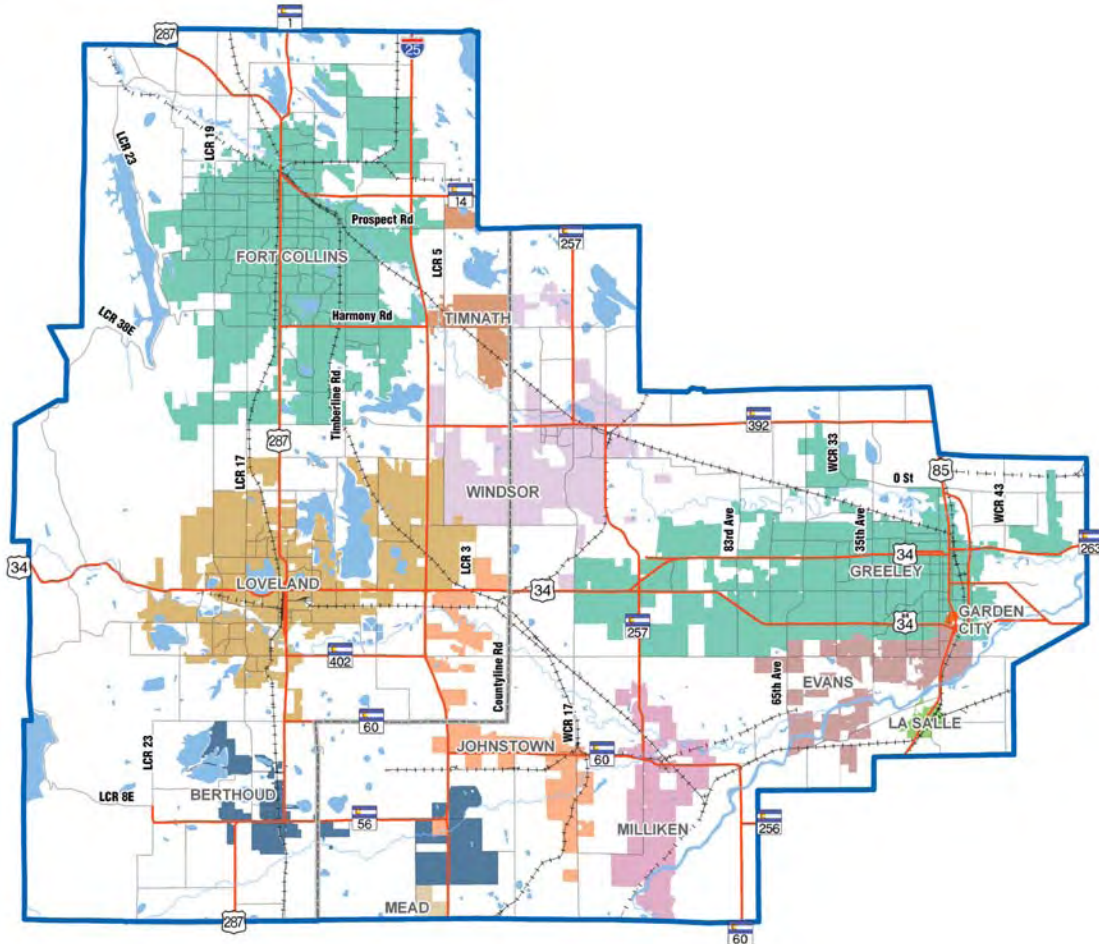 1
287
25
LCR 19
LCR 23
14
Prospect Rd
257
FORT COLLINS
LCR 5
LCR 38E
Harmony Rd
TIMNATH
Timberline Rd
287
392
WCR 33
LCR 17
85
O St
WCR 43
WINDSOR
83rd Ave
35th Ave
263
34
LCR 3
34
34
GREELEY
LOVELAND
GARDEN
CITY
257
34
402
Countyline Rd
65th Ave
EVANS
LA SALLE
60
WCR 17
LCR 23
JOHNSTOWN
60
BERTHOUD
LCR 8E
56
MILLIKEN
256
MEAD
287
60